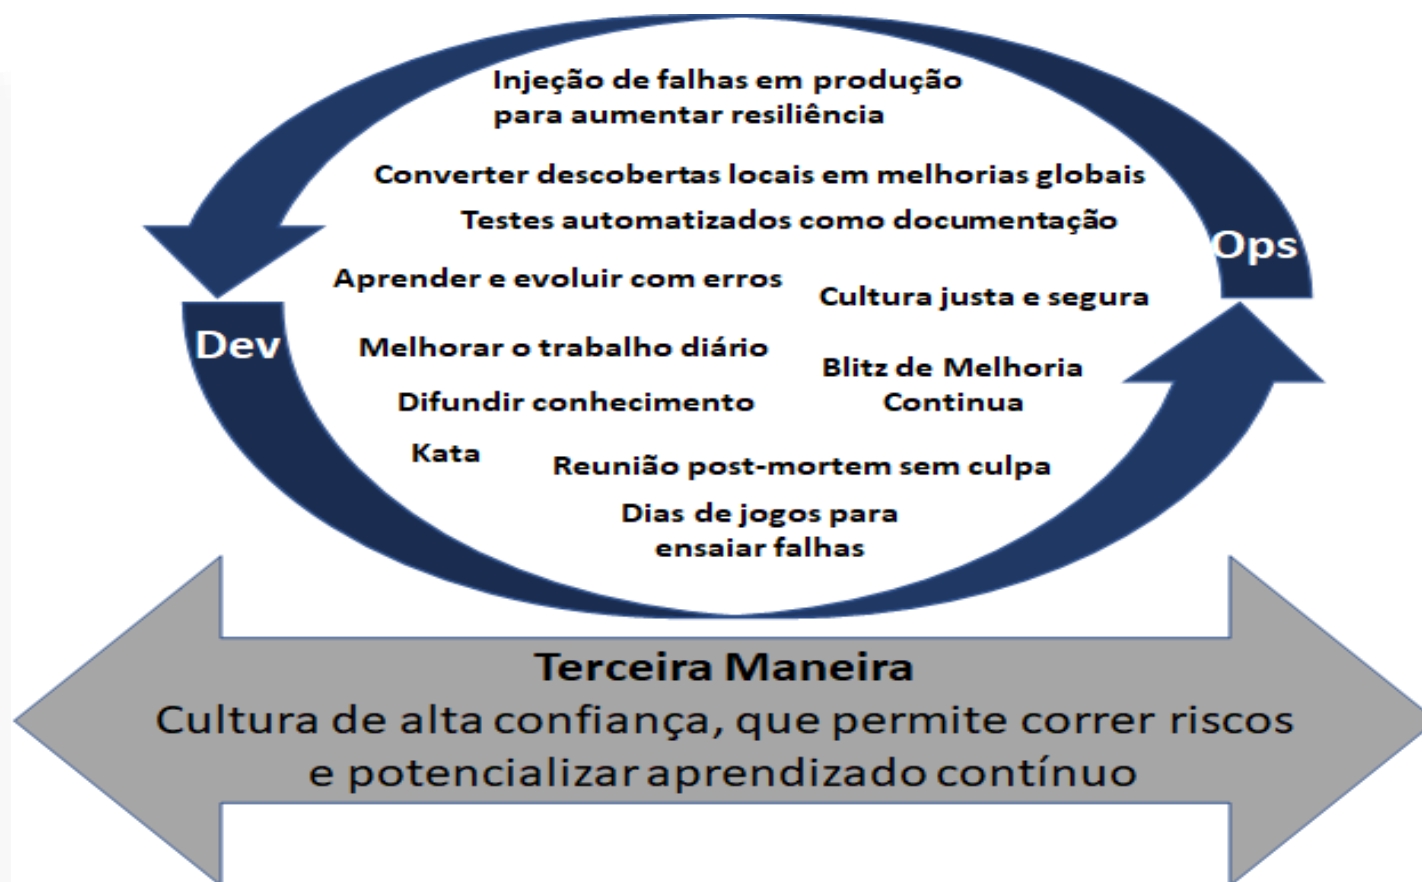 Injeção de falhas em produção
para aumentar resiliência
Converter descobertas locais em melhorias globais
Testes automatizados como documentação
Ops
Aprender e evoluir com erros
Cultura justa e segura
Dev
Melhorar o trabalho diário
Blitz de Melhoria
Continua
Difundir conhecimento
Kata
Reunião post-mortem sem culpa
Dias de jogos para
ensaiar falhas
Terceira Maneira
Cultura de alta confiança, que permite correr riscos
e potencializar aprendizado contínuo